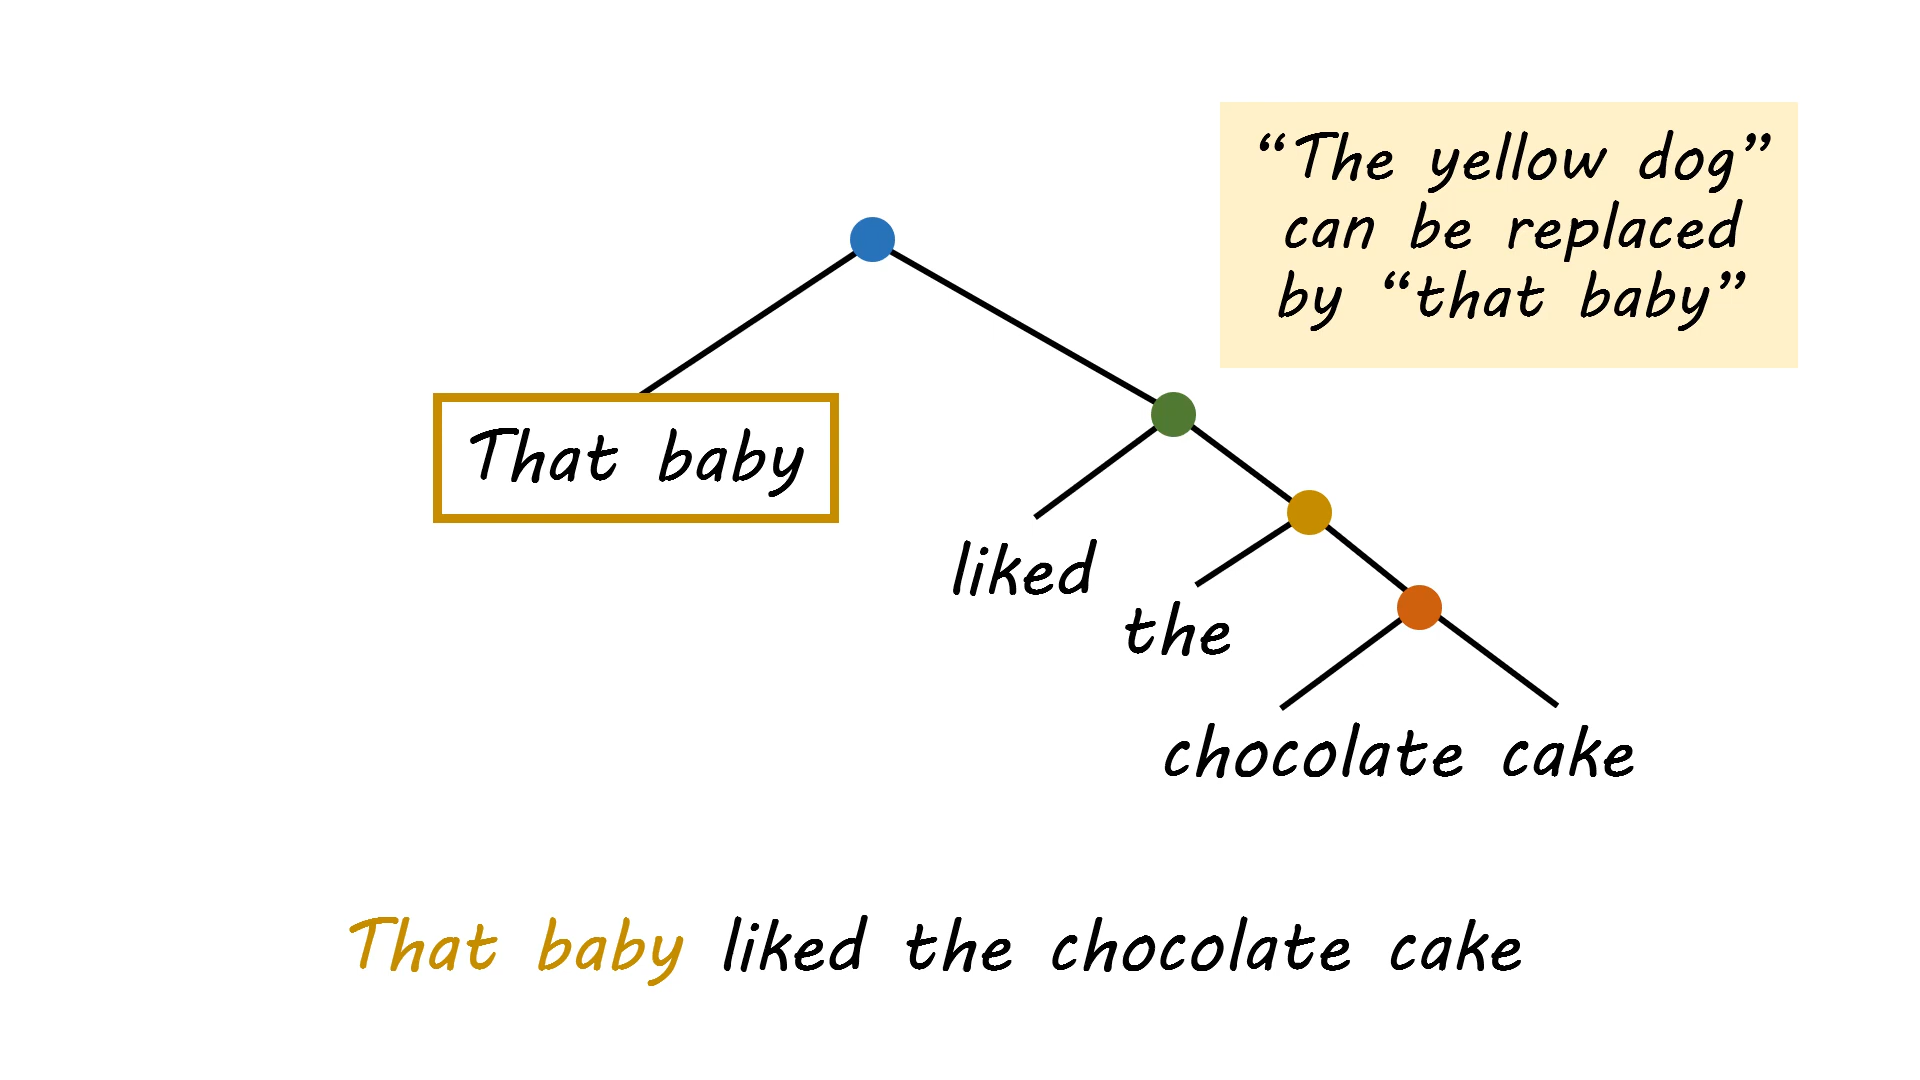 “The yellow dog”
can be replaced
by “that baby”
That baby
liked
the
chocolate cake
That baby liked the chocolate cake